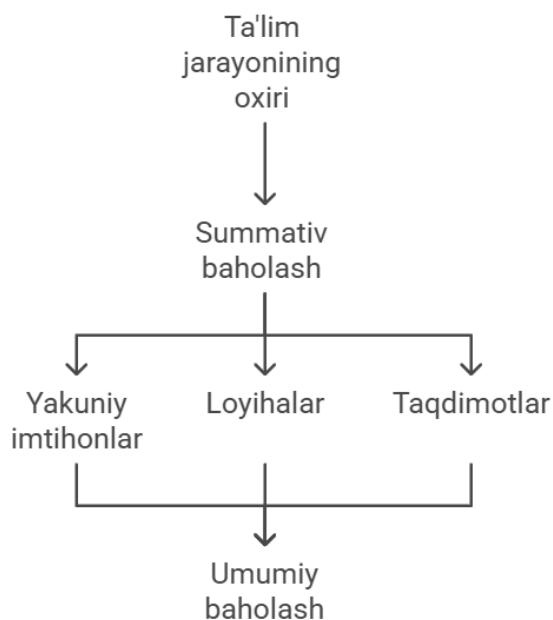 Ta'lim
jarayonining
oxiri
Summativ
baholash
Yakuniy
imtihonlar
Loyihalar
Taqdimotlar
Umumiy
baholash